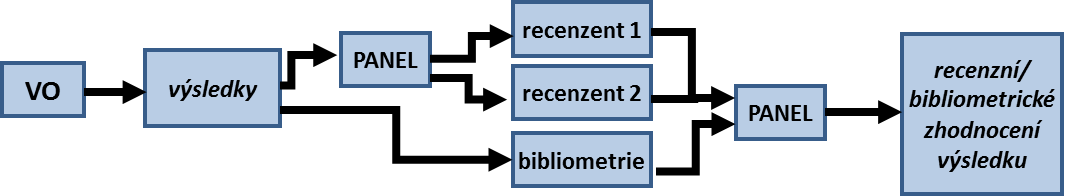 VO
výsledky
PANEL
recenzent 1
recenzent 2
bibliometrie
PANEL
recenzní/
bibliometrické
zhodnocení
výsledku